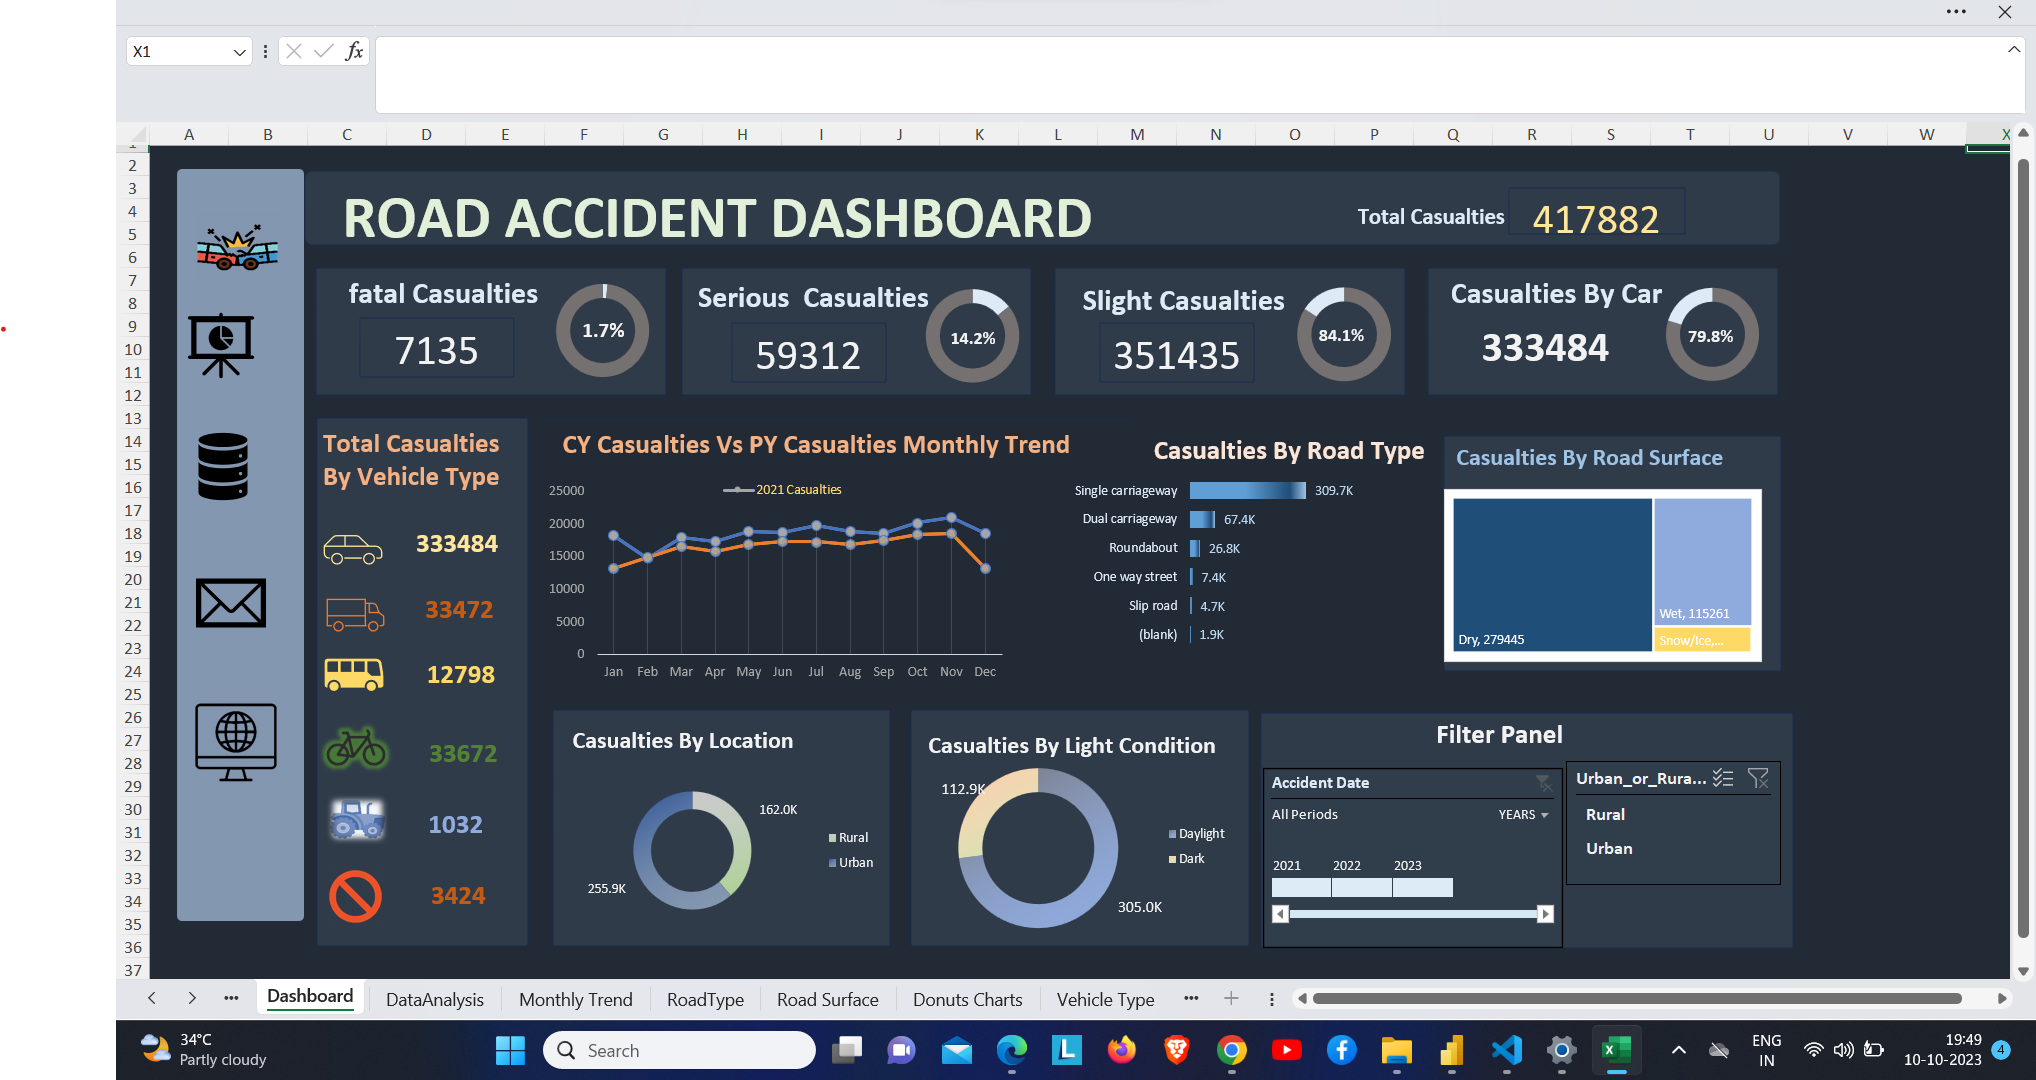 X1
fx
A B C D E F G H I J K L M N O P Q R S T U V W X
1
2
3
4
5
6
7
8
9
10
11
12
13
14
15
16
17
18
19
20
21
22
23
24
25
26
27
28
29
30
31
32
33
34
35
36
37
ROAD ACCIDENT DASHBOARD
Total Casualties
417882
fatal Casualties
7135
1.7%
Serious  Casualties
59312
14.2%
Slight Casualties
351435
84.1%
Casualties By Car
333484
79.8%
Total Casualties
By Vehicle Type
333484
33472
12798
33672
1032
3424
CY Casualties Vs PY Casualties Monthly Trend
2021 Casualties
25000
20000
15000
10000
5000
0
Jan Feb Mar Apr May Jun Jul Aug Sep Oct Nov Dec
Casualties By Road Type
Single carriageway 309.7K
Dual carriageway 67.4K
Roundabout 26.8K
One way street 7.4K
Slip road 4.7K
(blank) 1.9K
Casualties By Road Surface
Dry, 279445
Wet, 115261
Snow/Ice,...
Casualties By Location
162.0K
255.9K
Rural
Urban
Casualties By Light Condition
112.9K
305.0K
Daylight
Dark
Filter Panel
Accident Date
All Periods YEARS
2021 2022 2023
Urban_or_Rura...
Rural
Urban
Dashboard DataAnalysis Monthly Trend RoadType Road Surface Donuts Charts Vehicle Type
34°C
Partly cloudy
Search
L
ENG
IN
19:49
10-10-2023
4